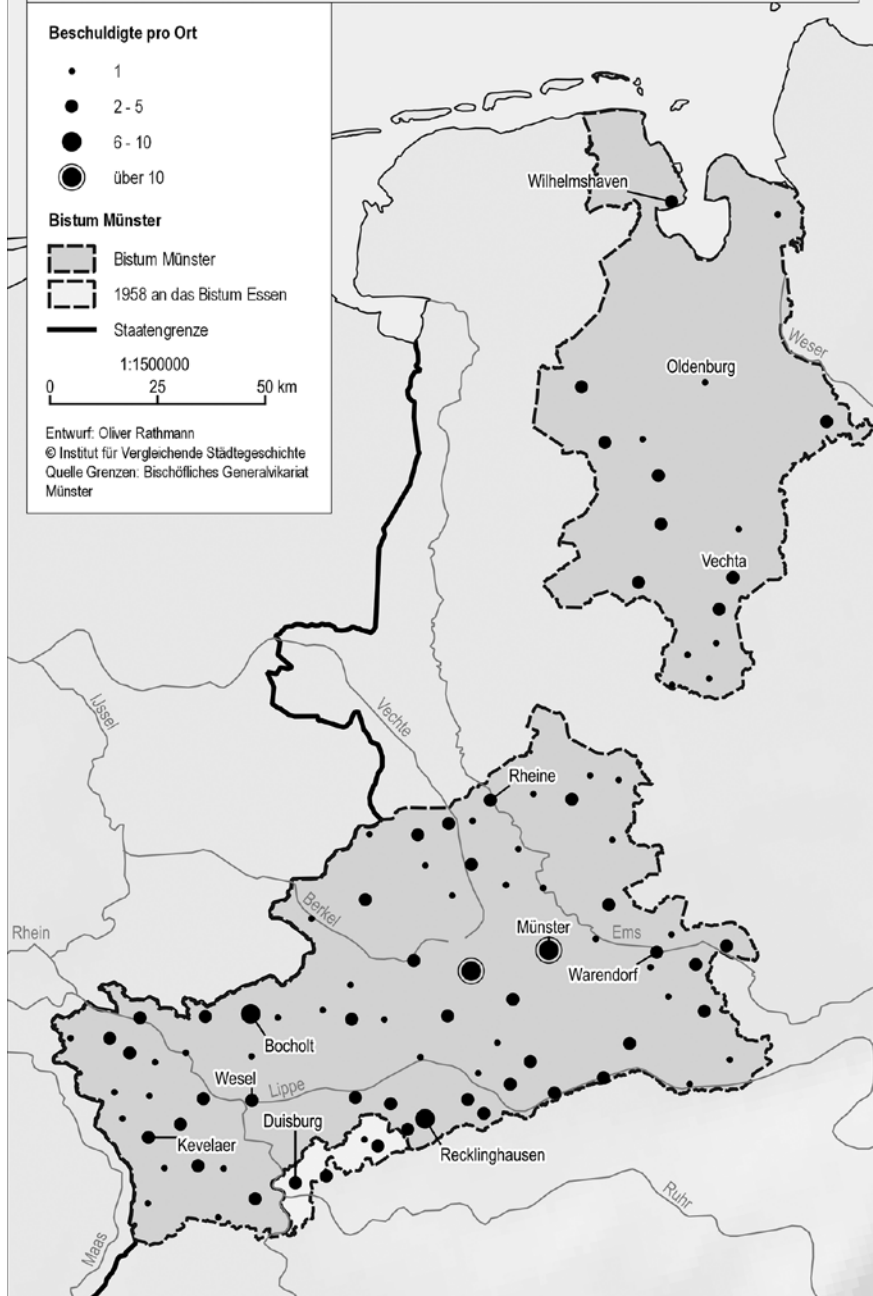 Beschuldigte pro Ort
1
2 - 5
6 - 10
über 10
Bistum Münster
Bistum Münster
1958 an das Bistum Essen
Staatengrenze
1:1500000
0 25 50 km
Entwurf: Oliver Rathmann
© Institut für Vergleichende Städtegeschichte
Quelle Grenzen: Bischöfliches Generalvikariat
Münster
Wilhelmshaven
Weser
Oldenburg
Vechta
IJssel
Vechte
Rheine
Berkel
Rhein
Münster
Ems
Warendorf
Bocholt
Wesel
Lippe
Duisburg
Kevelaer
Recklinghausen
Ruhr
Maas